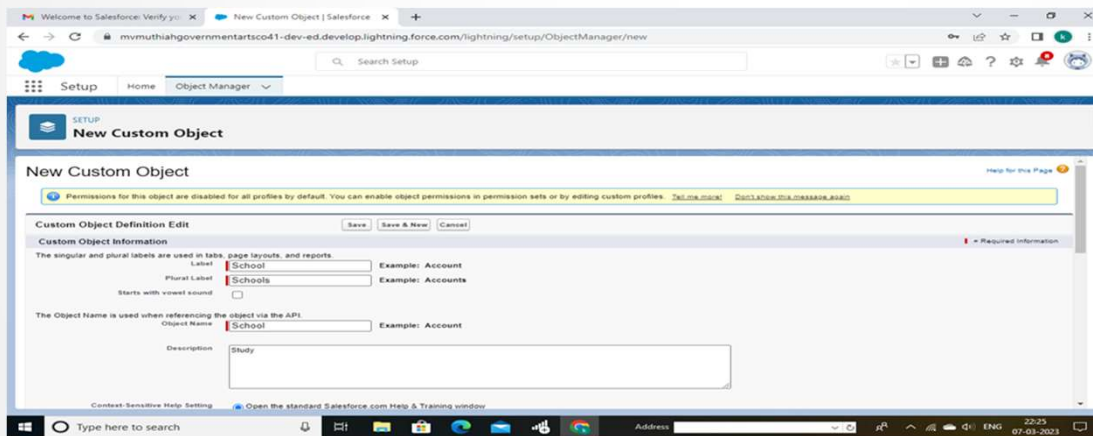 Welcome to Salesforce: Verify yo
New Custom Object | Salesforce
mvmuthiahgovernmentartsco41-dev-ed.develop.lightning.force.com/lightning/setup/ObjectManager/new
Search Setup
Setup Home Object Manager
SETUP
New Custom Object
New Custom Object
Help for this Page
Permissions for this object are disabled for all profiles by default. You can enable object permissions in permission sets or by editing custom profiles. Tell me more! Don't show this message again
Custom Object Definition Edit Save Save & New Cancel
Custom Object Information = Required Information
The singular and plural labels are used in tabs, page layouts, and reports.
Label School Example: Account
Plural Label Schools Example: Accounts
Starts with vowel sound
The Object Name is used when referencing the object via the API.
Object Name School Example: Account
Description Study
Context-Sensitive Help Setting Open the standard Salesforce.com Help & Training window
Type here to search Address ENG 22:25
07-03-2023